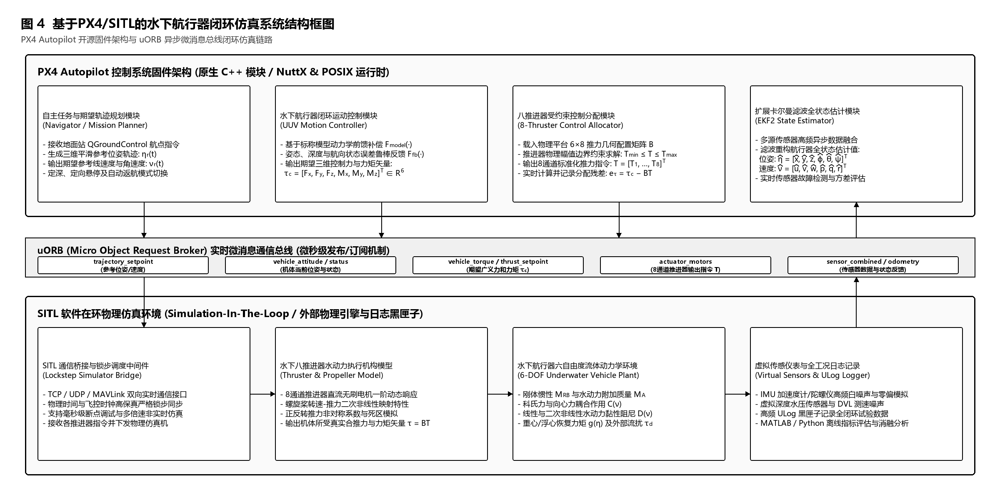 图 4  基于PX4/SITL的水下航行器闭环仿真系统结构框图
PX4 Autopilot 开源固件架构与 uORB 异步微消息总线闭环仿真链路
PX4 Autopilot 控制系统固件架构 (原生 C++ 模块 / NuttX & POSIX 运行时)
自主任务与期望轨迹规划模块
(Navigator / Mission Planner)
- 接收地面站 QGroundControl 航点指令
- 生成三维平滑参考位姿轨迹: ηᵣ(t)
- 输出期望参考线速度与角速度: νᵣ(t)
- 定深、定向悬停及自动返航模式切换
水下航行器闭环运动控制模块
(UUV Motion Controller)
- 基于标称模型动力学前馈补偿 F_model(·)
- 姿态、深度与航向状态误差鲁棒反馈 F_fb(·)
- 输出期望三维控制力与力矩矢量:
τ_c = [F_x, F_y, F_z, M_x, M_y, M_z]ᵀ ∈ R⁶
八推进器受约束控制分配模块
(8-Thruster Control Allocator)
- 载入物理平台 6×8 推力几何配置矩阵 B
- 推进器物理幅值边界约束求解: T_min ≤ T ≤ T_max
- 输出8通道标准化推力指令: T = [T₁, ..., T₈]ᵀ
- 实时计算并记录分配残差: e_τ = τ_c − BT
扩展卡尔曼滤波全状态估计模块
(EKF2 State Estimator)
- 多源传感器高频异步数据融合
- 滤波重构航行器全状态估计值:
位姿: η̂ = [x̂, ŷ, ẑ, ϕ̂, θ̂, ψ̂]ᵀ
速度: ν̂ = [û, v̂, ŵ, p̂, q̂, r̂]ᵀ
- 实时传感器故障检测与方差评估
uORB (Micro Object Request Broker) 实时微消息通信总线 (微秒级发布/订阅机制)
trajectory_setpoint
(参考位姿/速度)
vehicle_attitude / status
(机体当前位姿与状态)
vehicle_torque / thrust_setpoint
(期望广义力和力矩 τ_c)
actuator_motors
(8通道推进器输出指令 T)
sensor_combined / odometry
(传感器数据与状态反馈)
SITL 软件在环物理仿真环境 (Simulation-In-The-Loop / 外部物理引擎与日志黑匣子)
SITL 通信桥接与锁步调度中间件
(Lockstep Simulator Bridge)
- TCP / UDP / MAVLink 双向实时通信接口
- 物理时间与飞控时钟高保真严格锁步同步
- 支持毫秒级断点调试与多倍速非实时仿真
- 接收各推进器指令并下发物理仿真机
水下八推进器水动力执行机构模型
(Thruster & Propeller Model)
- 8通道推进器直流无刷电机一阶动态响应
- 螺旋桨转速-推力二次非线性映射特性
- 正反转推力非对称系数与死区模拟
- 输出机体所受真实合推力与力矩矢量 τ = BT
水下航行器六自由度流体动力学环境
(6-DOF Underwater Vehicle Plant)
- 刚体惯性 M_RB 与水动力附加质量 M_A
- 科氏力与向心力耦合作用 C(ν)
- 线性与二次非线性水动力黏性阻尼 D(ν)
- 重心/浮心恢复力矩 g(η) 及外部流扰 τ_d
虚拟传感仪表与全工况日志记录
(Virtual Sensors & ULog Logger)
- IMU 加速度计/陀螺仪高频白噪声与零偏模拟
- 虚拟深度水压传感器与 DVL 测速噪声
- 高频 ULog 黑匣子记录全闭环试验数据
- MATLAB / Python 离线指标评估与消融分析